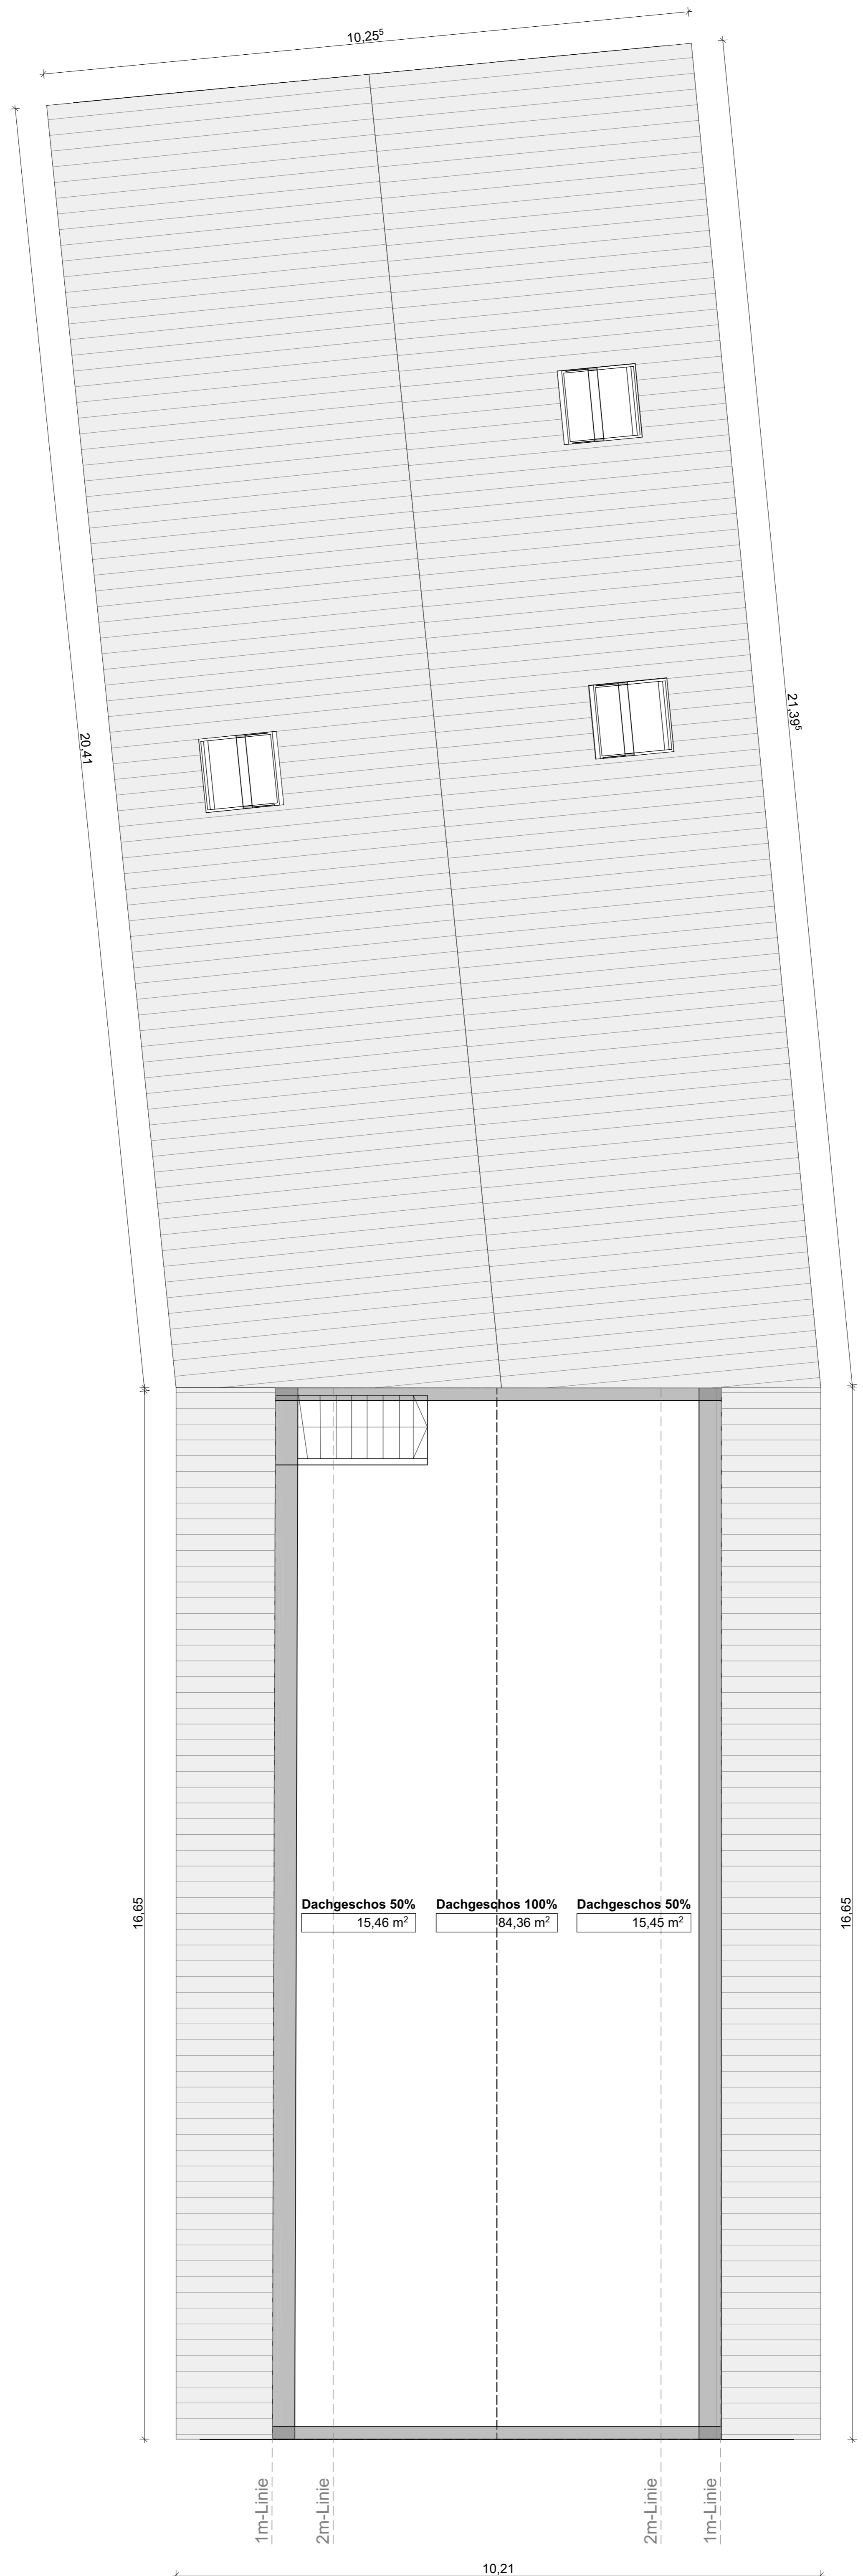 10,25⁵
20,41
21,39⁵
16,65
16,65
Dachgeschos 50%
15,46 m²
Dachgeschos 100%
84,36 m²
Dachgeschos 50%
15,45 m²
1m-Linie
2m-Linie
2m-Linie
1m-Linie
10,21